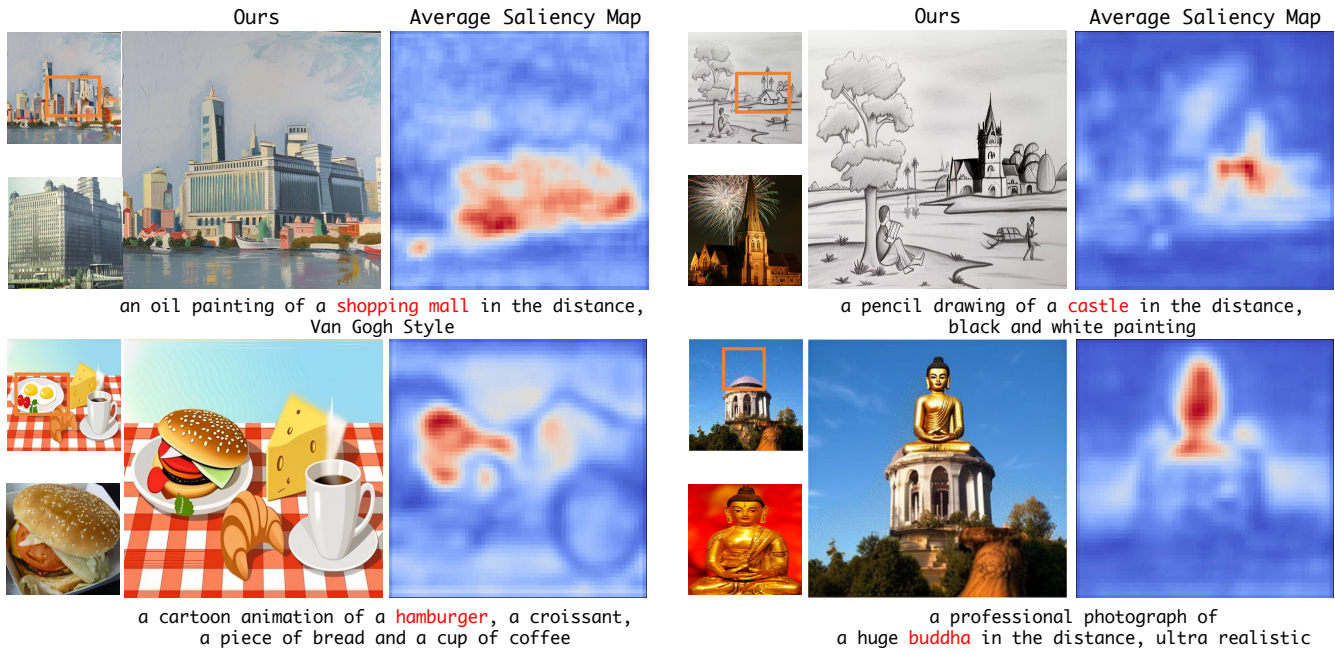 Ours
Average Saliency Map
Ours
Average Saliency Map
an oil painting of a shopping mall in the distance,
Van Gogh Style
a pencil drawing of a castle in the distance,
black and white painting
a cartoon animation of a hamburger, a croissant,
a piece of bread and a cup of coffee
a professional photograph of
a huge buddha in the distance, ultra realistic